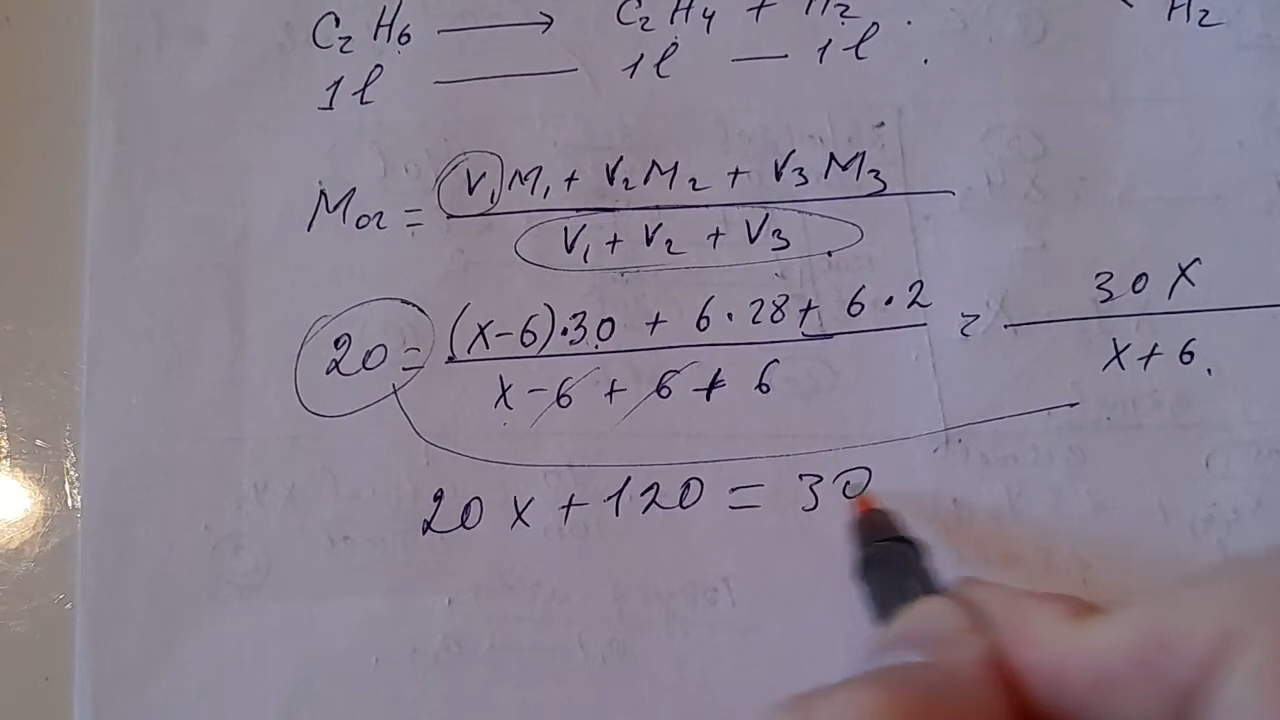 C₂H₆ ⟶ C₂H₄ + H₂ .
H₂
1l — 1l — 1l .
Mor = (V₁M₁ + V₂M₂ + V₃M₃) / (V₁ + V₂ + V₃)
20 = ((x-6)·30 + 6·28 + 6·2) / (x - 6 + 6 + 6) = 30x / (x + 6) .
20x + 120 = 30